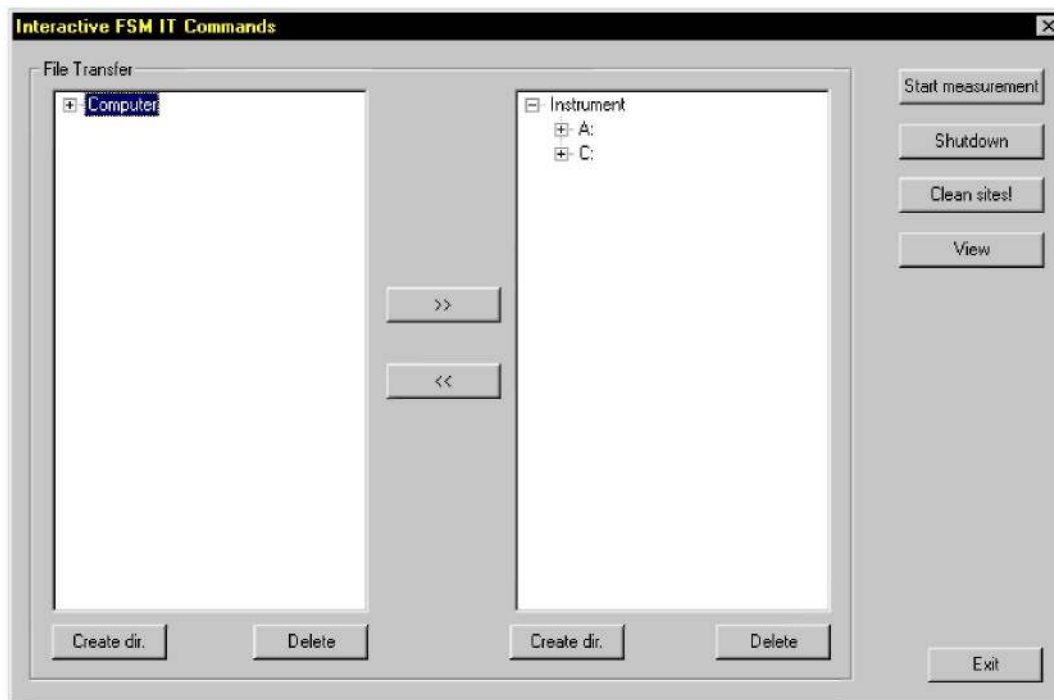 Interactive FSM IT Commands
File Transfer
Computer
Instrument
A:
C:
>>
<<
Create dir.
Delete
Create dir.
Delete
Start measurement
Shutdown
Clean sites!
View
Exit